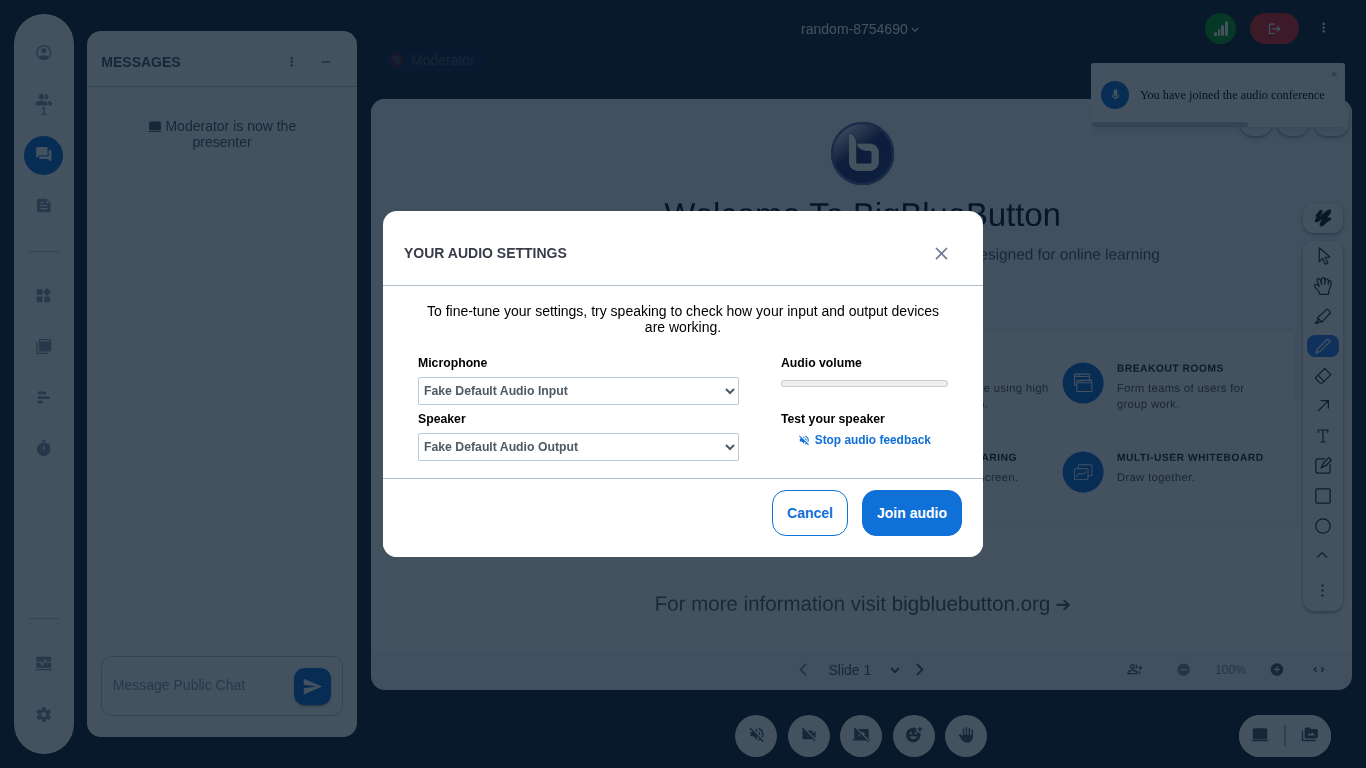 random-8754690
MESSAGES
Moderator
You have joined the audio conference
1
Moderator is now the
presenter
Welcome To BigBlueButton
esigned for online learning
YOUR AUDIO SETTINGS
To fine-tune your settings, try speaking to check how your input and output devices
are working.
Microphone
Audio volume
Fake Default Audio Input
Speaker
Test your speaker
Fake Default Audio Output
Stop audio feedback
Cancel
Join audio
e using high
BREAKOUT ROOMS
Form teams of users for
group work.
ARING
screen.
MULTI-USER WHITEBOARD
Draw together.
T
For more information visit bigbluebutton.org →
Message Public Chat
Slide 1
100%